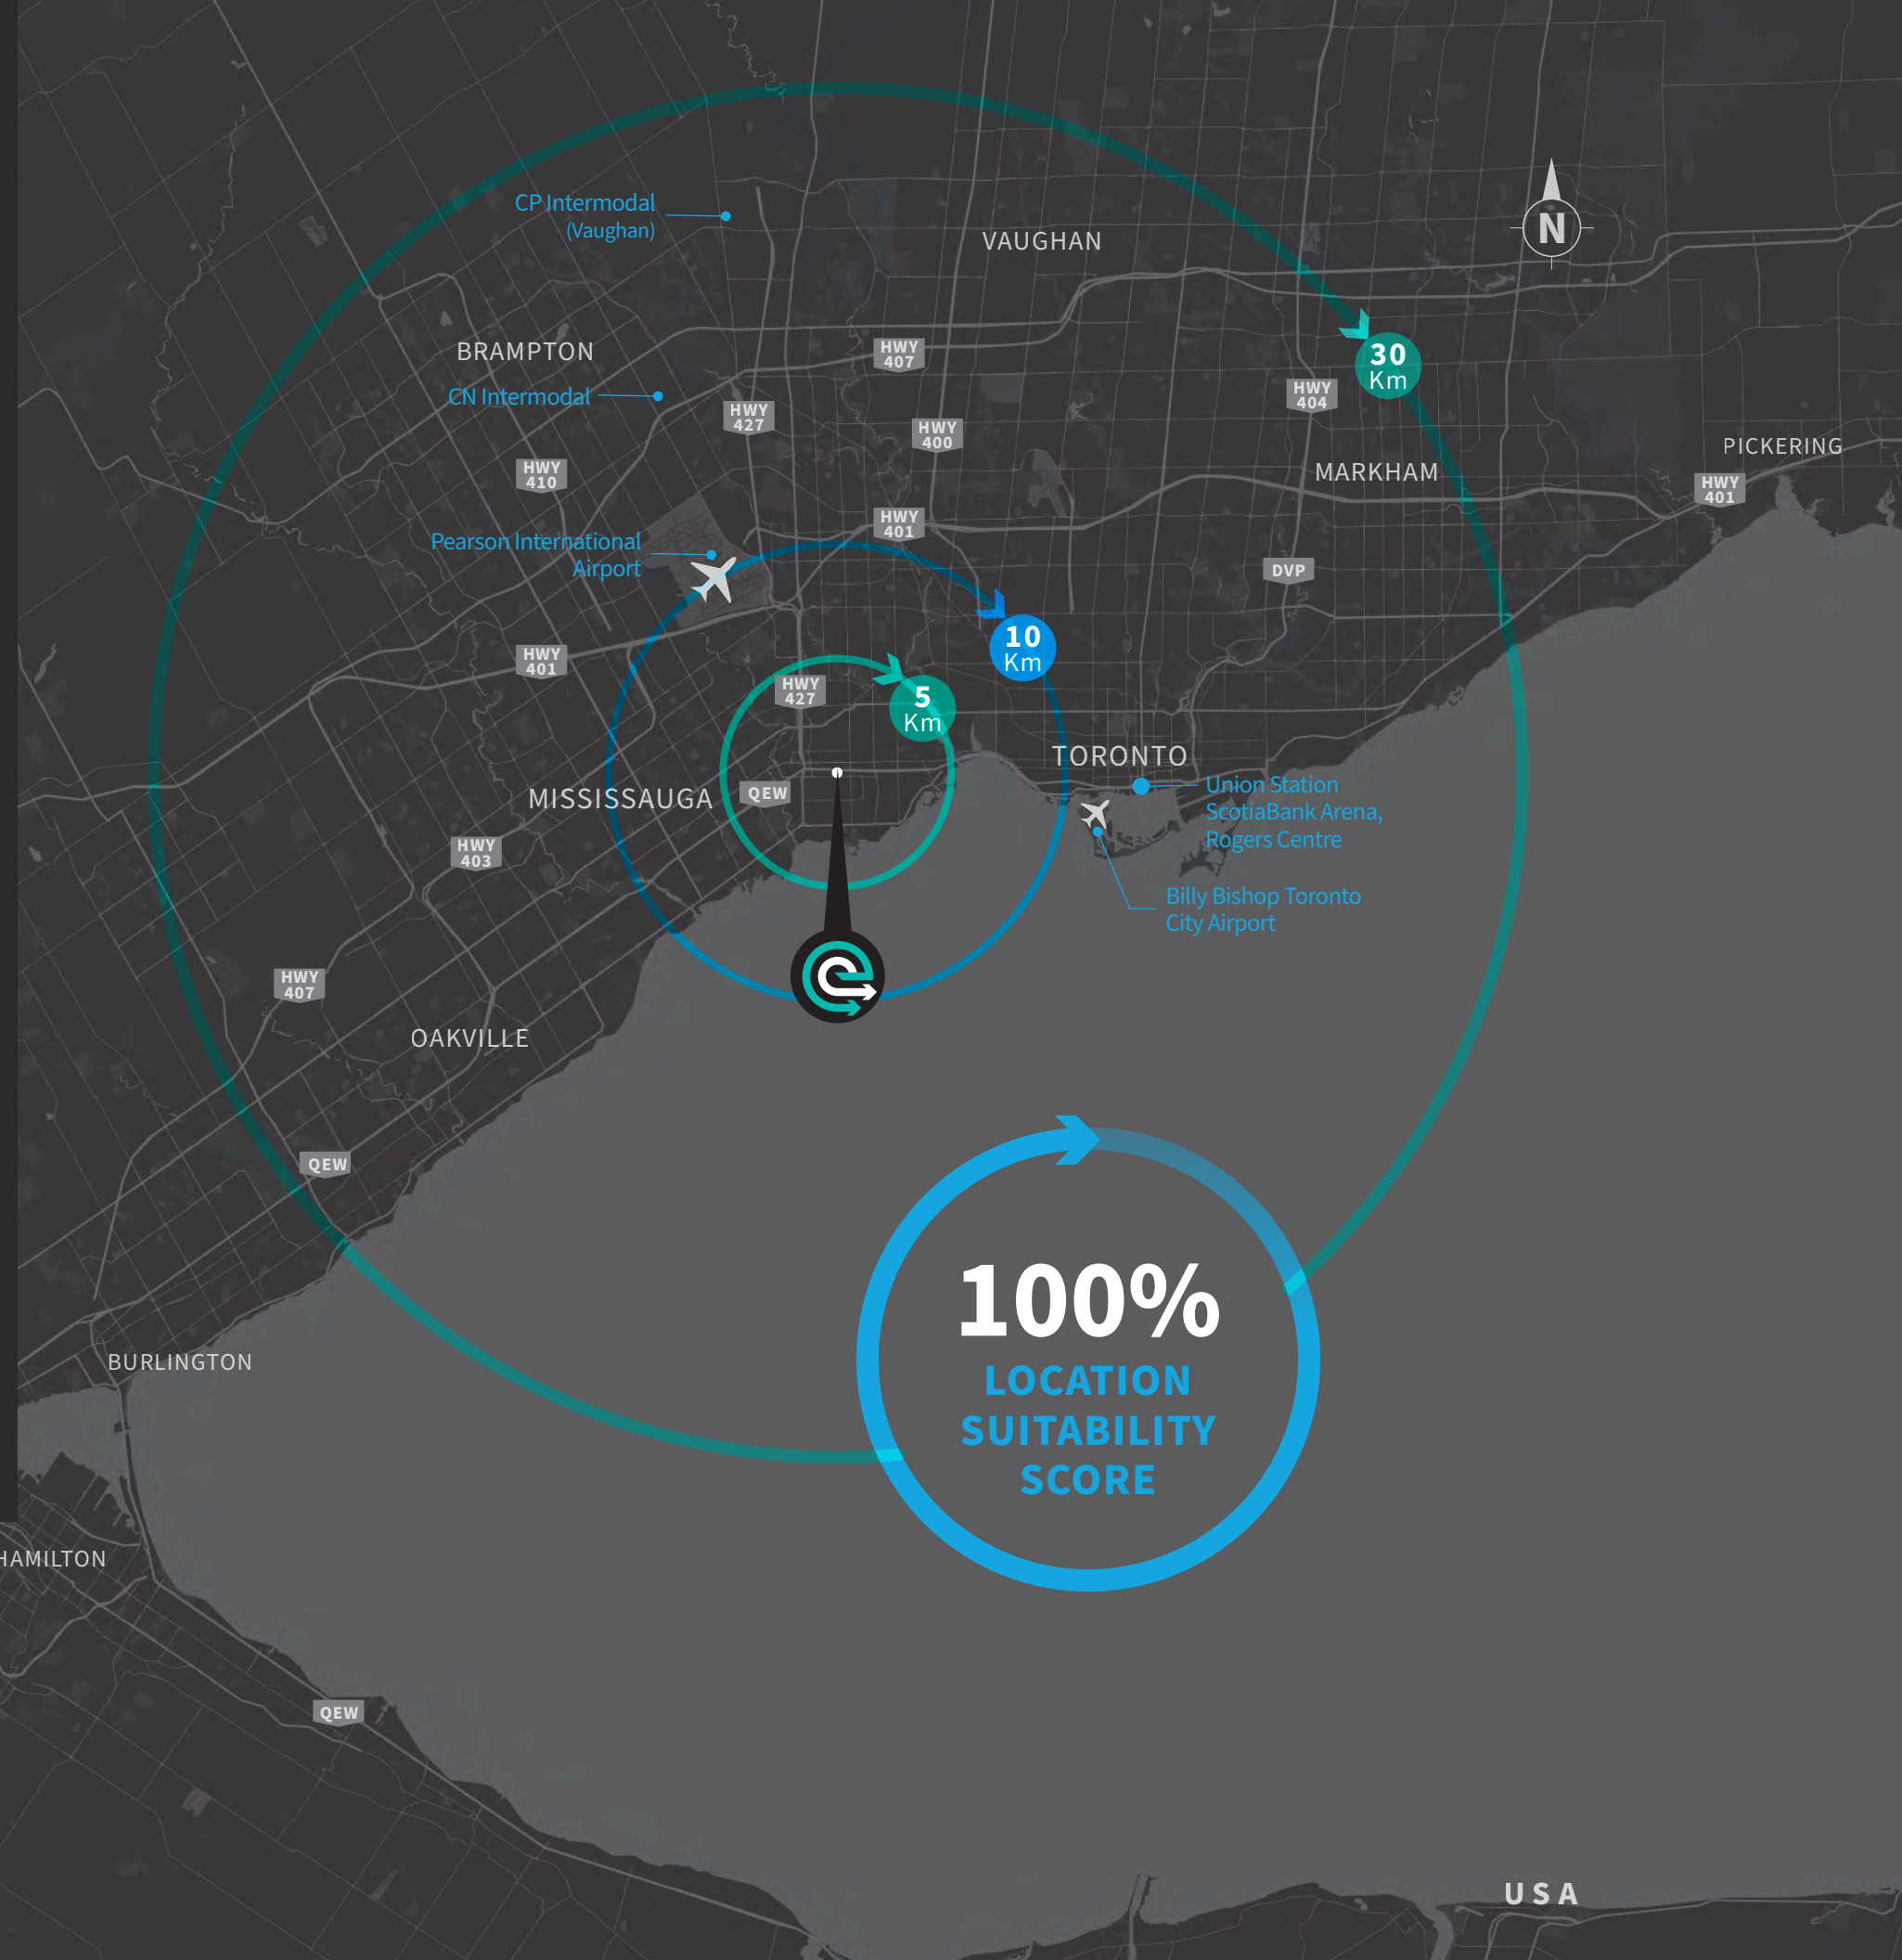 CP Intermodal
(Vaughan)
VAUGHAN
N
BRAMPTON
HWY
407
30
Km
CN Intermodal
HWY
427
HWY
400
HWY
404
PICKERING
HWY
410
MARKHAM
HWY
401
HWY
401
Pearson International
Airport
DVP
HWY
401
10
Km
HWY
427
5
Km
TORONTO
MISSISSAUGA
QEW
Union Station
ScotiaBank Arena,
Rogers Centre
HWY
403
Billy Bishop Toronto
City Airport
HWY
407
OAKVILLE
QEW
100%
LOCATION
SUITABILITY
SCORE
BURLINGTON
HAMILTON
QEW
USA